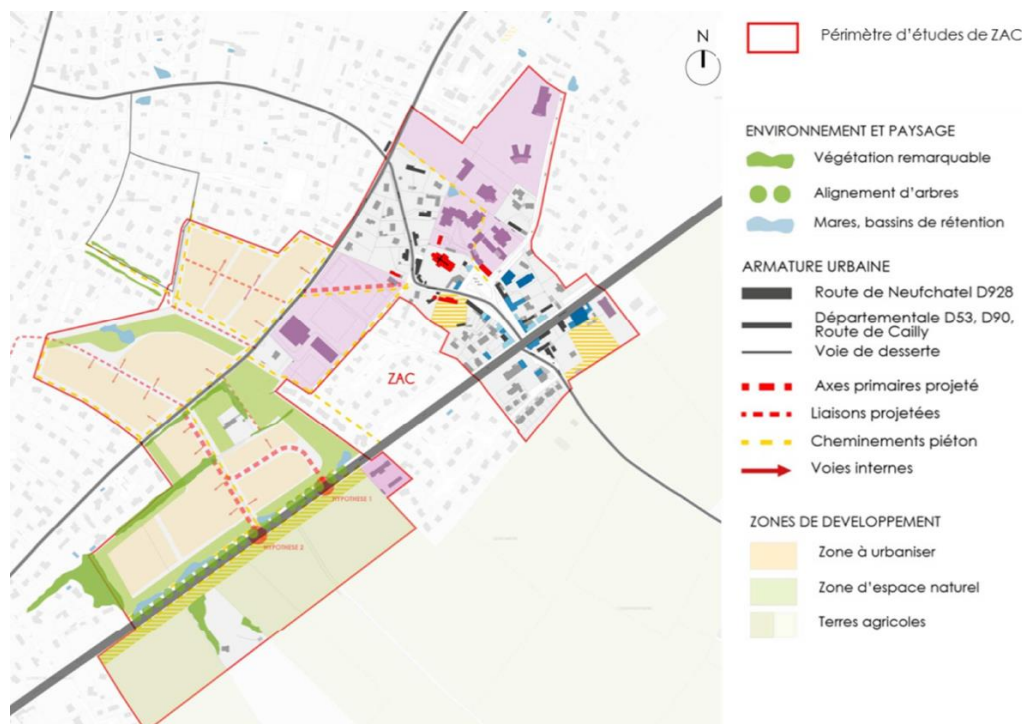 N
Périmètre d'études de ZAC
ENVIRONNEMENT ET PAYSAGE
Végétation remarquable
Alignement d'arbres
Mares, bassins de rétention
ARMATURE URBAINE
Route de Neufchatel D928
Départementale D53, D90,
Route de Cailly
Voie de desserte
Axes primaires projeté
Liaisons projetées
Cheminements piéton
Voies internes
ZONES DE DEVELOPPEMENT
Zone à urbaniser
Zone d'espace naturel
Terres agricoles
ZAC
HYPOTHESE 1
HYPOTHESE 2